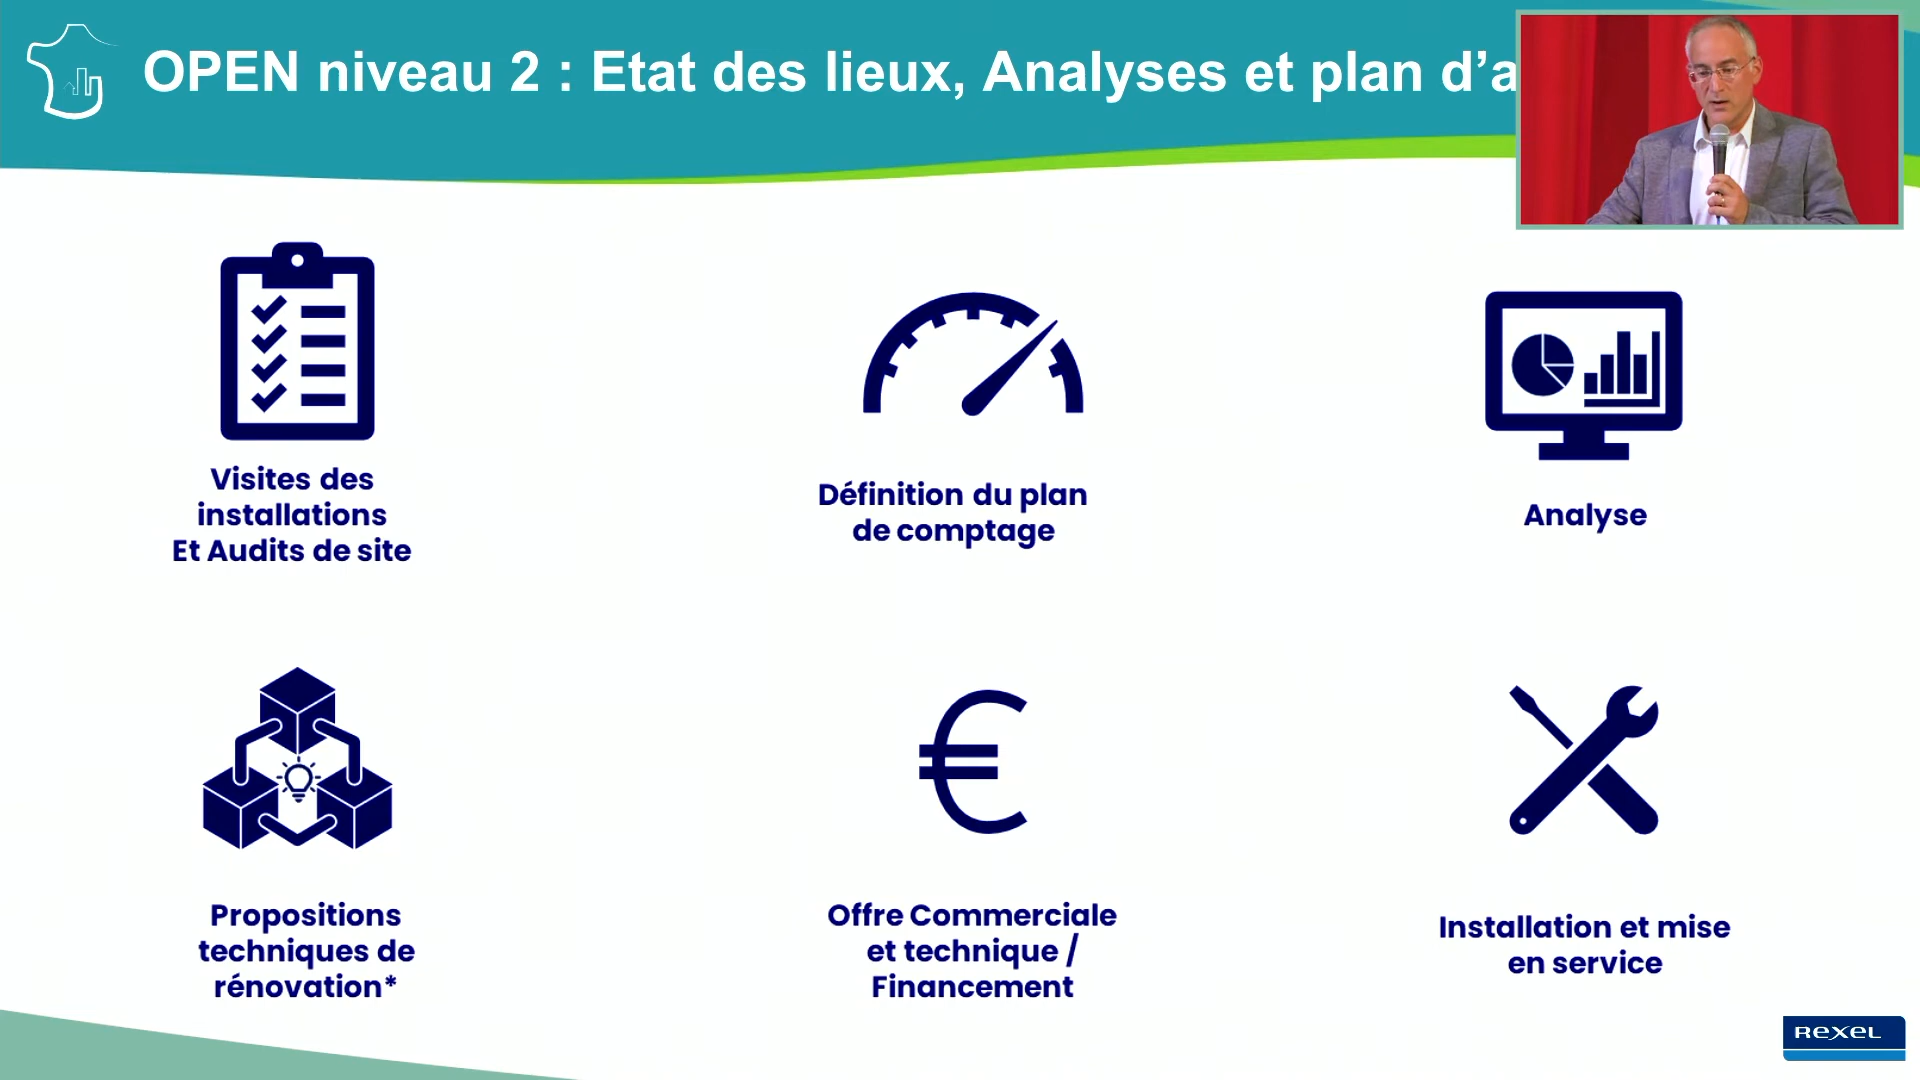 OPEN niveau 2 : Etat des lieux, Analyses et plan d’a
Visites des
installations
Et Audits de site
Définition du plan
de comptage
Analyse
Propositions
techniques de
rénovation*
Offre Commerciale
et technique /
Financement
Installation et mise
en service
REXEL